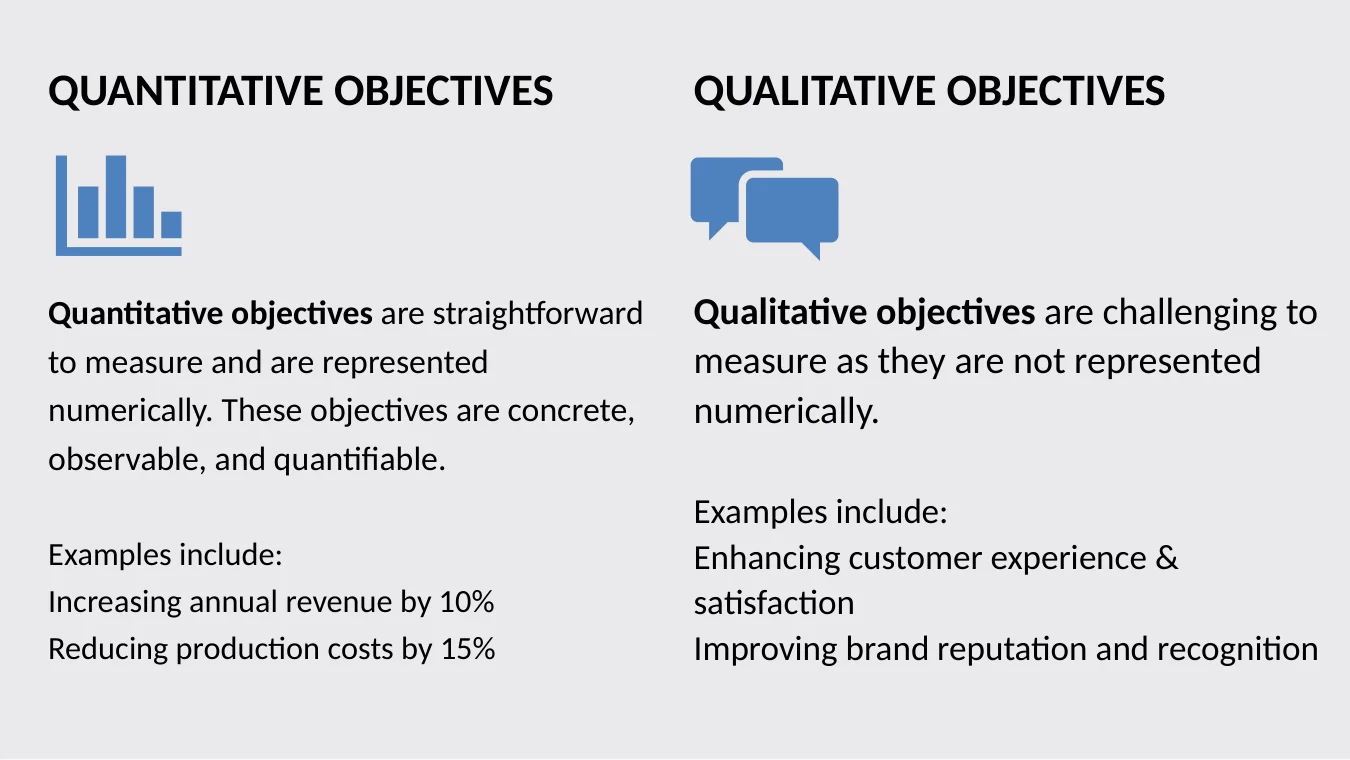 QUANTITATIVE OBJECTIVES
Quantitative objectives are straightforward
to measure and are represented
numerically. These objectives are concrete,
observable, and quantifiable.
Examples include:
Increasing annual revenue by 10%
Reducing production costs by 15%
QUALITATIVE OBJECTIVES
Qualitative objectives are challenging to
measure as they are not represented
numerically.
Examples include:
Enhancing customer experience &
satisfaction
Improving brand reputation and recognition